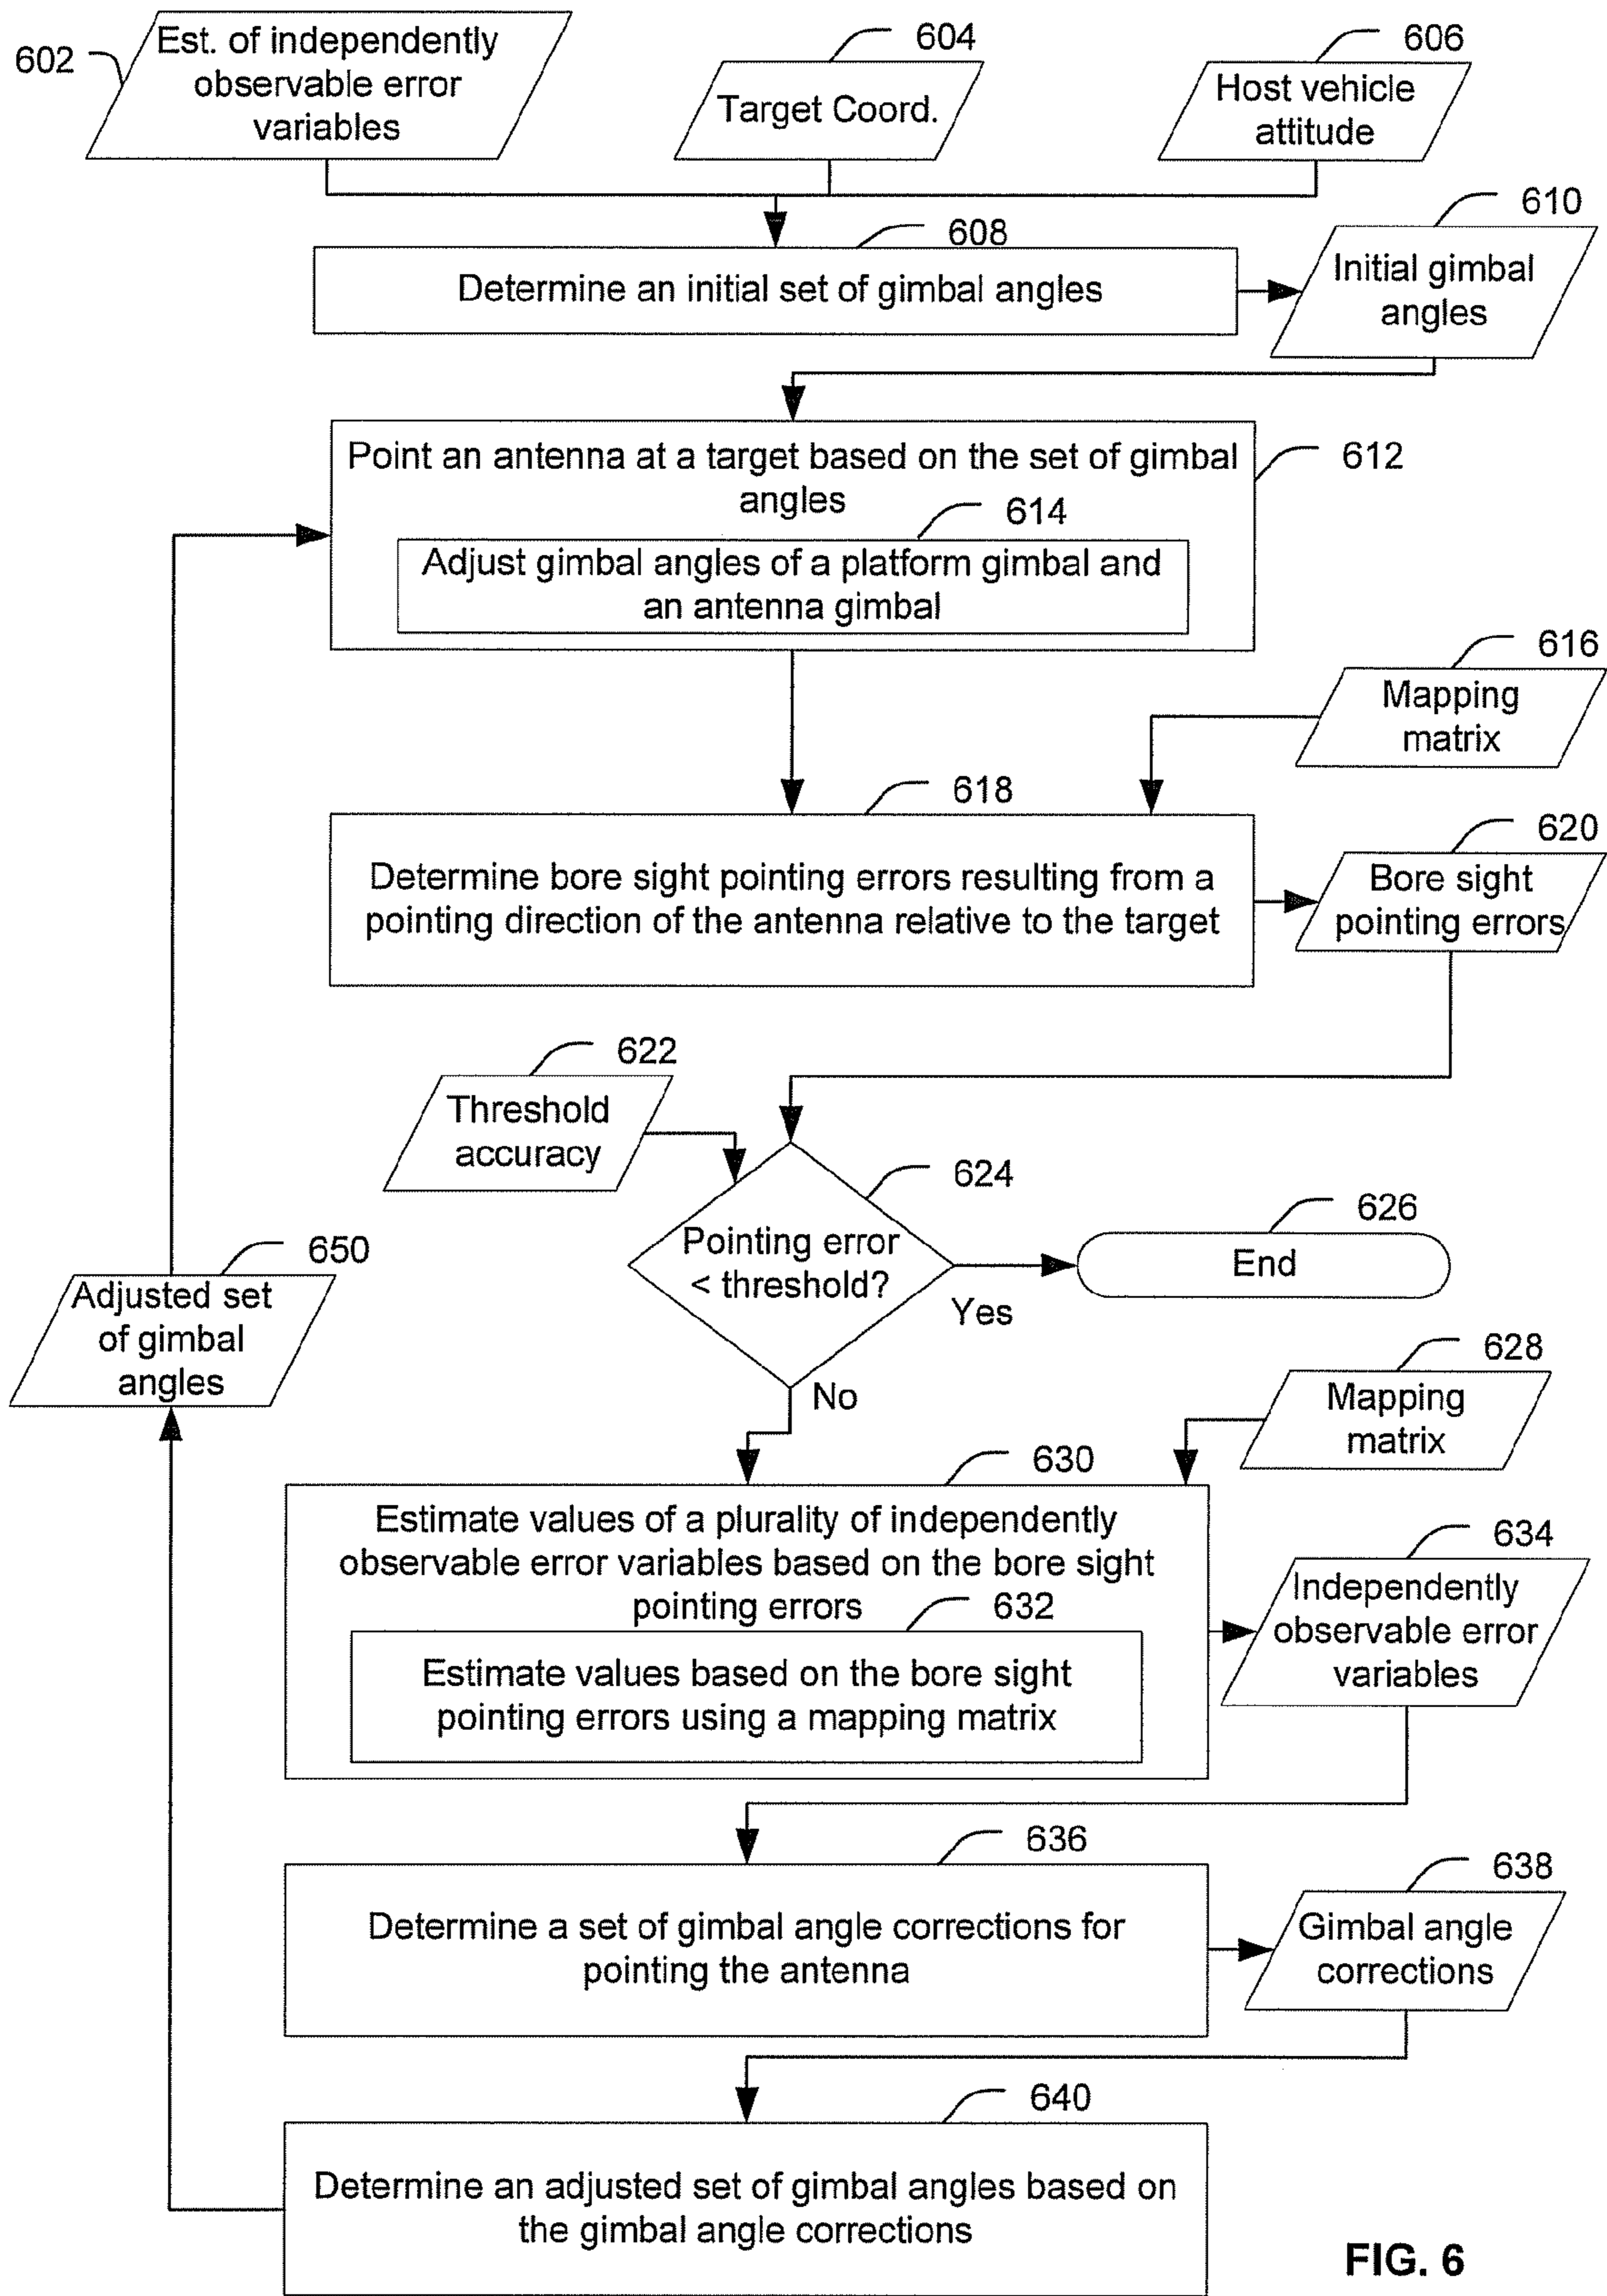 602
Est. of independently
observable error
variables
604
Target Coord.
606
Host vehicle
attitude
608
Determine an initial set of gimbal angles
610
Initial gimbal
angles
Point an antenna at a target based on the set of gimbal
angles
612
614
Adjust gimbal angles of a platform gimbal and
an antenna gimbal
616
Mapping
matrix
618
Determine bore sight pointing errors resulting from a
pointing direction of the antenna relative to the target
620
Bore sight
pointing errors
622
Threshold
accuracy
624
Pointing error
< threshold?
Yes
626
End
No
628
Mapping
matrix
630
Estimate values of a plurality of independently
observable error variables based on the bore sight
pointing errors
632
Estimate values based on the bore sight
pointing errors using a mapping matrix
634
Independently
observable error
variables
636
Determine a set of gimbal angle corrections for
pointing the antenna
638
Gimbal angle
corrections
640
Determine an adjusted set of gimbal angles based on
the gimbal angle corrections
650
Adjusted set
of gimbal
angles
FIG. 6